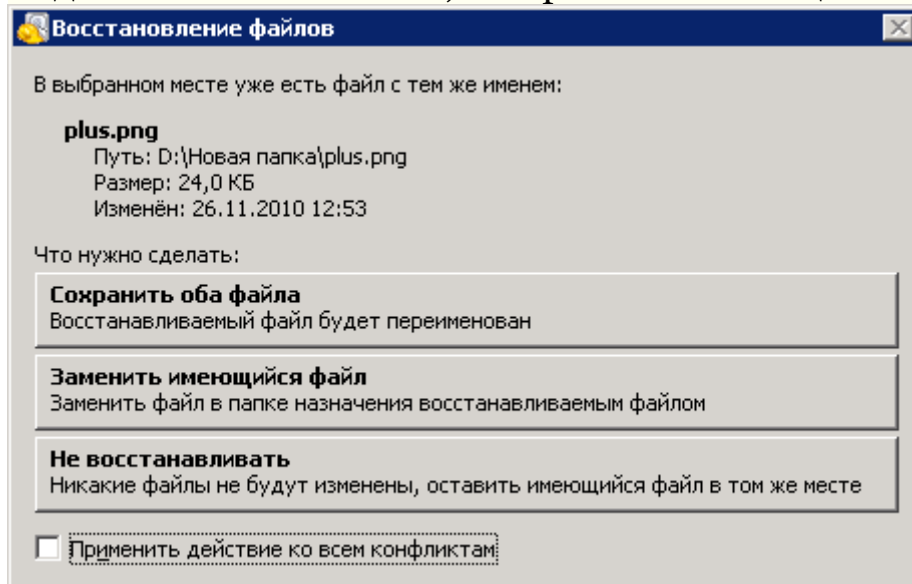 Восстановление файлов
В выбранном месте уже есть файл с тем же именем:
plus.png
Путь: D:\Новая папка\plus.png
Размер: 24,0 КБ
Изменён: 26.11.2010 12:53
Что нужно сделать:
Сохранить оба файла
Восстанавливаемый файл будет переименован
Заменить имеющийся файл
Заменить файл в папке назначения восстанавливаемым файлом
Не восстанавливать
Никакие файлы не будут изменены, оставить имеющийся файл в том же месте
Применить действие ко всем конфликтам